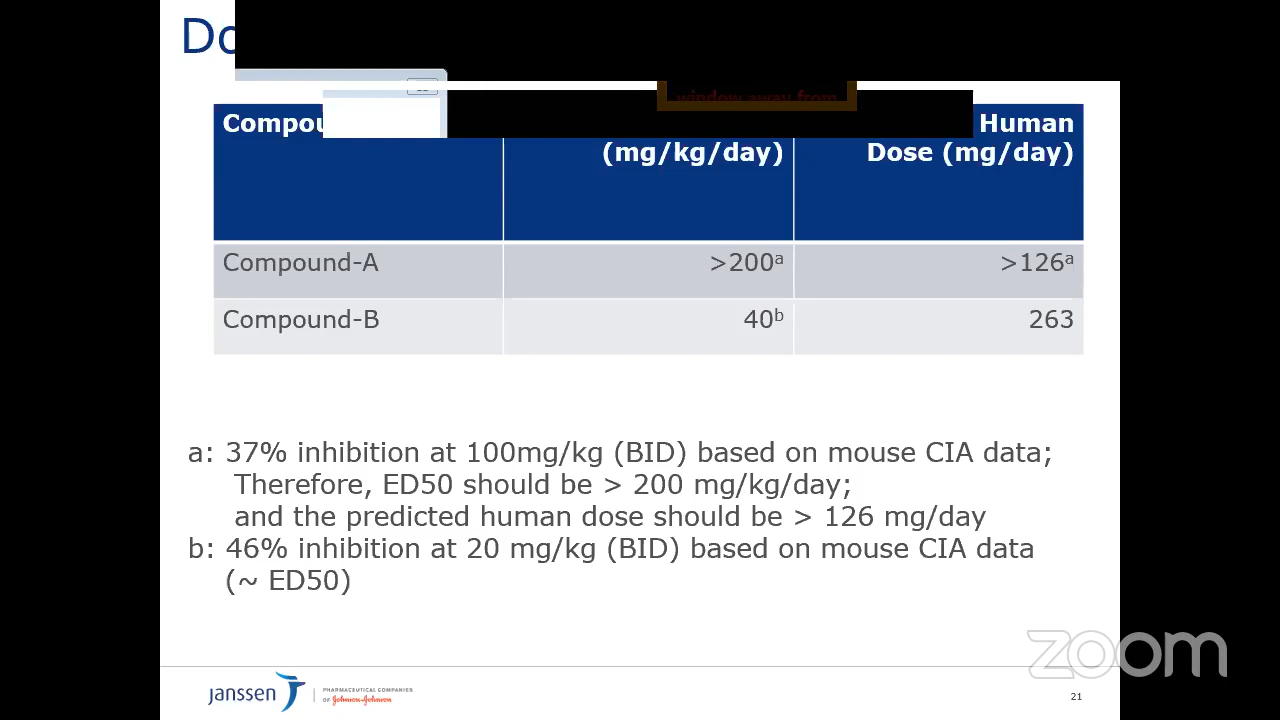 Do
window away from
Compou
(mg/kg/day)
Human
Dose (mg/day)
Compound-A >200ᵃ >126ᵃ
Compound-B 40ᵇ 263
a: 37% inhibition at 100mg/kg (BID) based on mouse CIA data;
Therefore, ED50 should be > 200 mg/kg/day;
and the predicted human dose should be > 126 mg/day
b: 46% inhibition at 20 mg/kg (BID) based on mouse CIA data
(~ ED50)
zoom
janssen
PHARMACEUTICAL COMPANIES
OF Johnson-Johnson
21